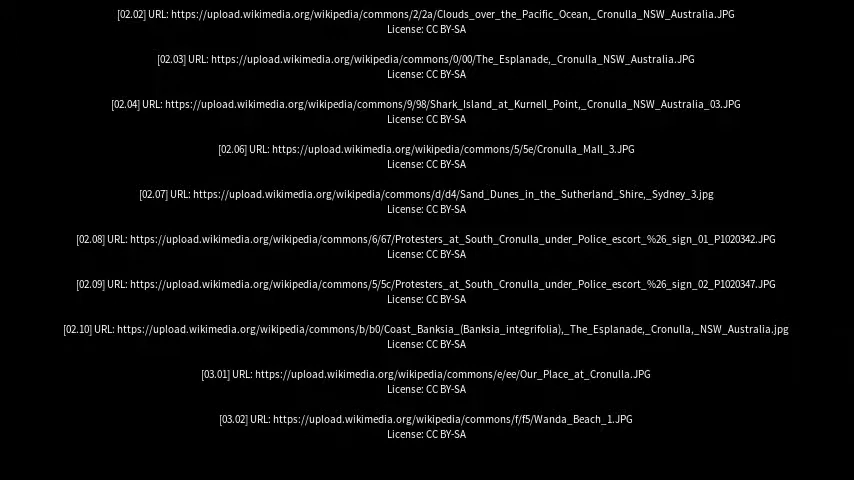 [02.02] URL: https://upload.wikimedia.org/wikipedia/commons/2/2a/Clouds_over_the_Pacific_Ocean,_Cronulla_NSW_Australia.JPG
License: CC BY-SA
[02.03] URL: https://upload.wikimedia.org/wikipedia/commons/0/00/The_Esplanade,_Cronulla_NSW_Australia.JPG
License: CC BY-SA
[02.04] URL: https://upload.wikimedia.org/wikipedia/commons/9/98/Shark_Island_at_Kurnell_Point,_Cronulla_NSW_Australia_03.JPG
License: CC BY-SA
[02.06] URL: https://upload.wikimedia.org/wikipedia/commons/5/5e/Cronulla_Mall_3.JPG
License: CC BY-SA
[02.07] URL: https://upload.wikimedia.org/wikipedia/commons/d/d4/Sand_Dunes_in_the_Sutherland_Shire,_Sydney_3.jpg
License: CC BY-SA
[02.08] URL: https://upload.wikimedia.org/wikipedia/commons/6/67/Protesters_at_South_Cronulla_under_Police_escort_%26_sign_01_P1020342.JPG
License: CC BY-SA
[02.09] URL: https://upload.wikimedia.org/wikipedia/commons/5/5c/Protesters_at_South_Cronulla_under_Police_escort_%26_sign_02_P1020347.JPG
License: CC BY-SA
[02.10] URL: https://upload.wikimedia.org/wikipedia/commons/b/b0/Coast_Banksia_(Banksia_integrifolia),_The_Esplanade,_Cronulla,_NSW_Australia.jpg
License: CC BY-SA
[03.01] URL: https://upload.wikimedia.org/wikipedia/commons/e/ee/Our_Place_at_Cronulla.JPG
License: CC BY-SA
[03.02] URL: https://upload.wikimedia.org/wikipedia/commons/f/f5/Wanda_Beach_1.JPG
License: CC BY-SA